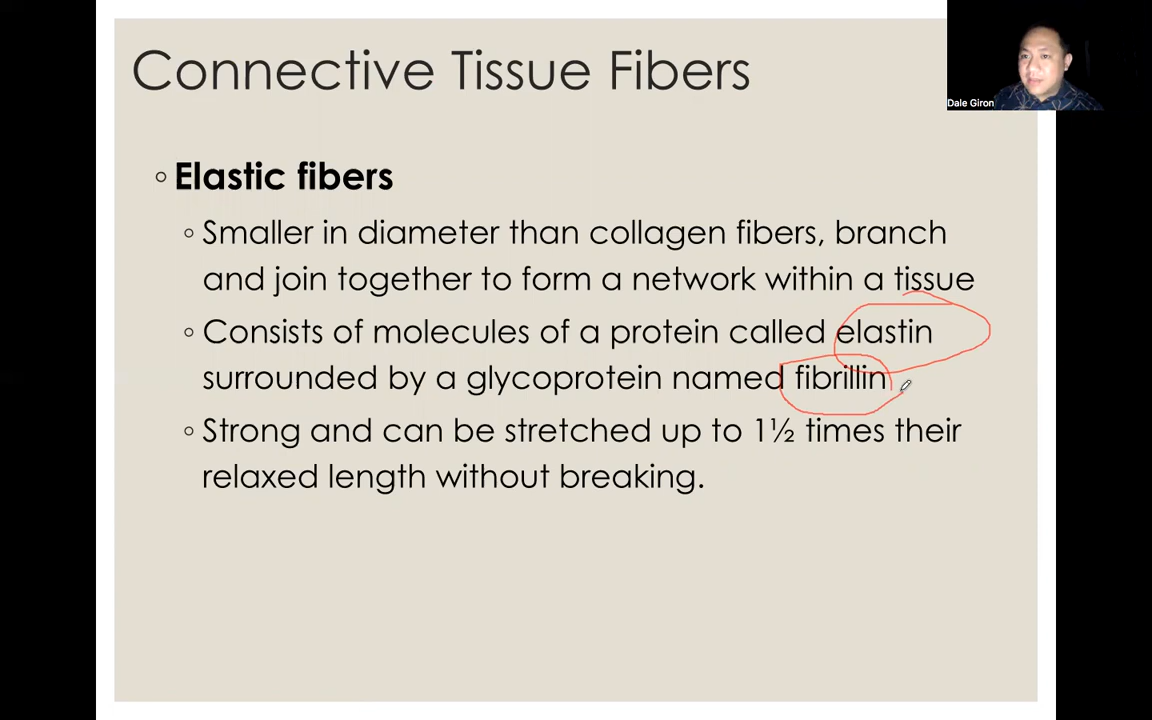 Connective Tissue Fibers
Dale Giron
◦ Elastic fibers
◦ Smaller in diameter than collagen fibers, branch
and join together to form a network within a tissue
◦ Consists of molecules of a protein called elastin
surrounded by a glycoprotein named fibrillin
◦ Strong and can be stretched up to 1½ times their
relaxed length without breaking.